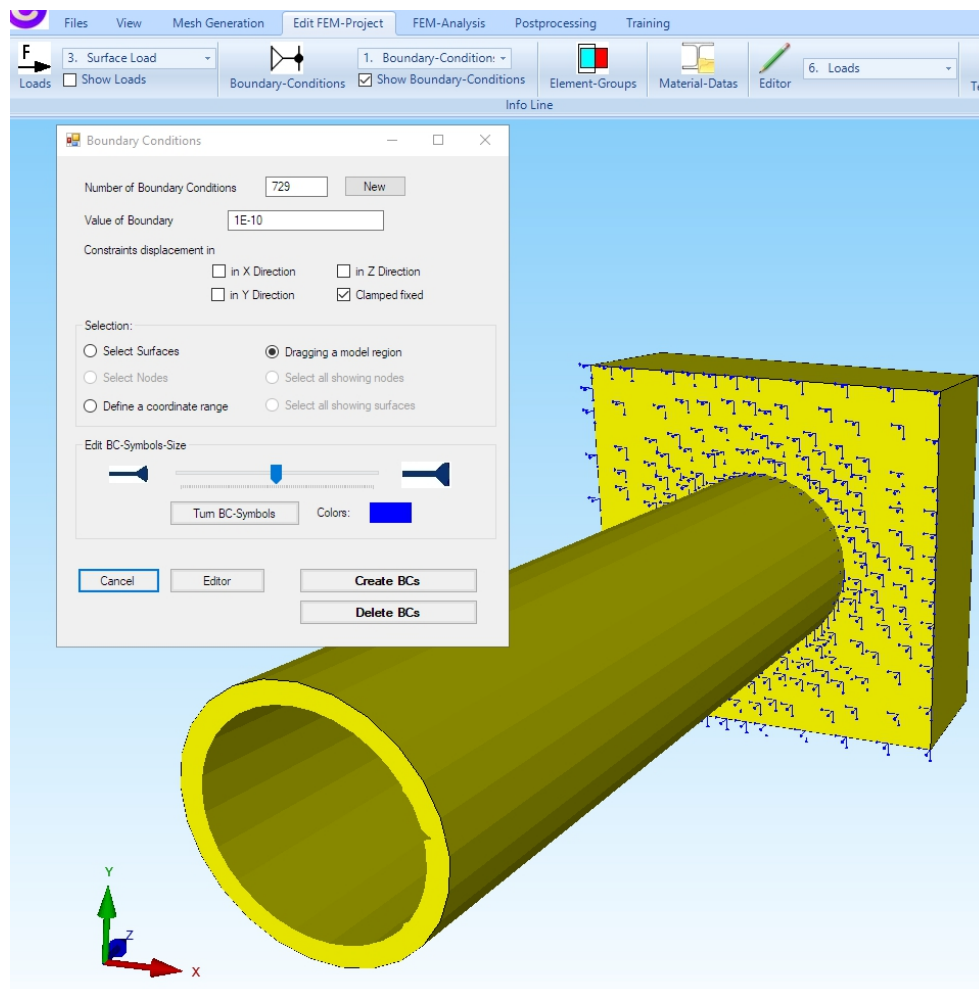 Files View Mesh Generation Edit FEM-Project FEM-Analysis Postprocessing Training
F 3. Surface Load 1. Boundary-Condition: 6. Loads
Loads Show Loads Boundary-Conditions Show Boundary-Conditions Element-Groups Material-Datas Editor
Info Line
Boundary Conditions
Number of Boundary Conditions 729 New
Value of Boundary 1E-10
Constraints displacement in
in X Direction in Z Direction
in Y Direction Clamped fixed
Selection:
Select Surfaces Dragging a model region
Select Nodes Select all showing nodes
Define a coordinate range Select all showing surfaces
Edit BC-Symbols-Size
Turn BC-Symbols Colors:
Cancel Editor Create BCs
Delete BCs
Y
Z
X